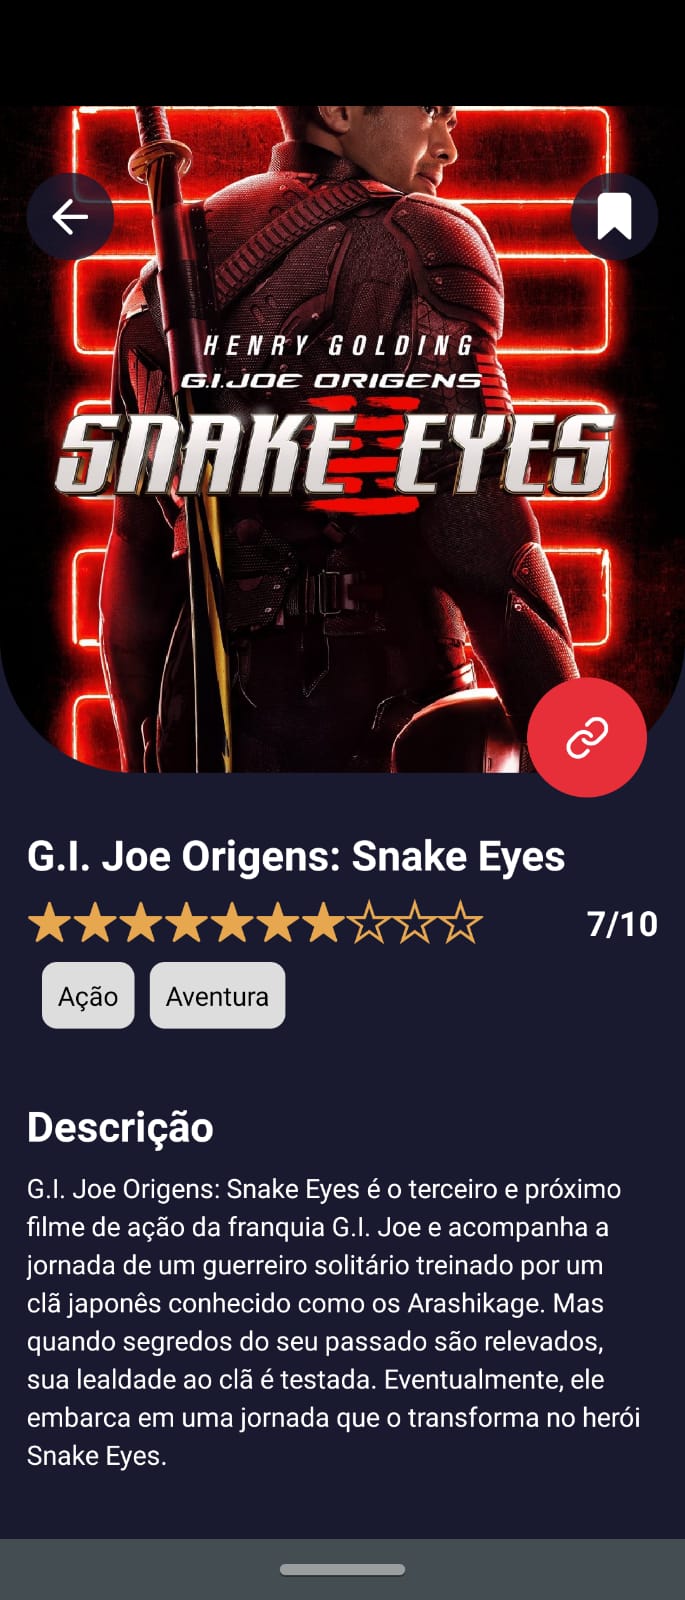 HENRY GOLDING
G.I.JOE ORIGENS
SNAKE EYES
G.I. Joe Origens: Snake Eyes
7/10
Ação Aventura
Descrição
G.I. Joe Origens: Snake Eyes é o terceiro e próximo
filme de ação da franquia G.I. Joe e acompanha a
jornada de um guerreiro solitário treinado por um
clã japonês conhecido como os Arashikage. Mas
quando segredos do seu passado são relevados,
sua lealdade ao clã é testada. Eventualmente, ele
embarca em uma jornada que o transforma no herói
Snake Eyes.